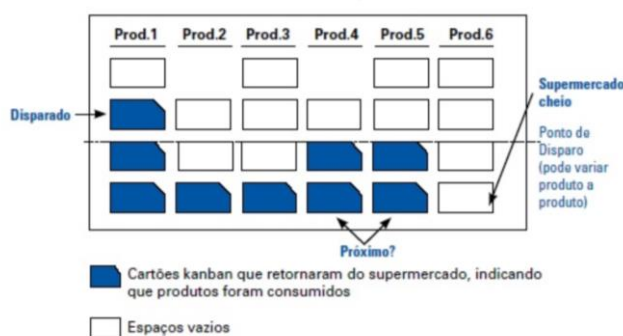 Prod.1 Prod.2 Prod.3 Prod.4 Prod.5 Prod.6
Disparado
Supermercado
cheio
Ponto de
Disparo
(pode variar
produto a
produto)
Próximo?
Cartões kanban que retornaram do supermercado, indicando
que produtos foram consumidos
Espaços vazios